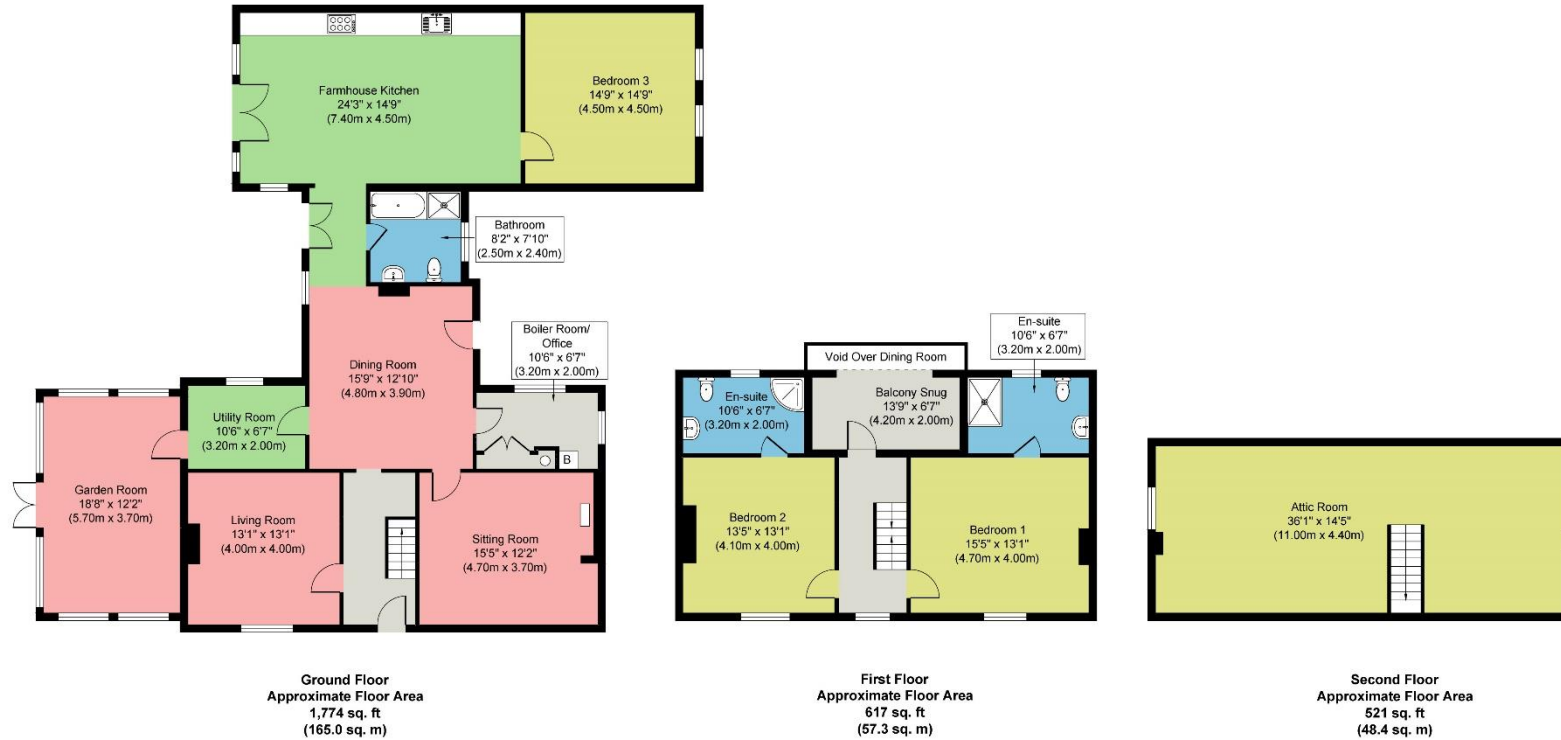 Farmhouse Kitchen
24'3" x 14'9"
(7.40m x 4.50m)
Bedroom 3
14'9" x 14'9"
(4.50m x 4.50m)
Bathroom
8'2" x 7'10"
(2.50m x 2.40m)
Boiler Room/
Office
10'6" x 6'7"
(3.20m x 2.00m)
Dining Room
15'9" x 12'10"
(4.80m x 3.90m)
Utility Room
10'6" x 6'7"
(3.20m x 2.00m)
B
Garden Room
18'8" x 12'2"
(5.70m x 3.70m)
Living Room
13'1" x 13'1"
(4.00m x 4.00m)
Sitting Room
15'5" x 12'2"
(4.70m x 3.70m)
Ground Floor
Approximate Floor Area
1,774 sq. ft
(165.0 sq. m)
En-suite
10'6" x 6'7"
(3.20m x 2.00m)
Void Over Dining Room
En-suite
10'6" x 6'7"
(3.20m x 2.00m)
Balcony Snug
13'9" x 6'7"
(4.20m x 2.00m)
Bedroom 2
13'5" x 13'1"
(4.10m x 4.00m)
Bedroom 1
15'5" x 13'1"
(4.70m x 4.00m)
First Floor
Approximate Floor Area
617 sq. ft
(57.3 sq. m)
Attic Room
36'1" x 14'5"
(11.00m x 4.40m)
Second Floor
Approximate Floor Area
521 sq. ft
(48.4 sq. m)